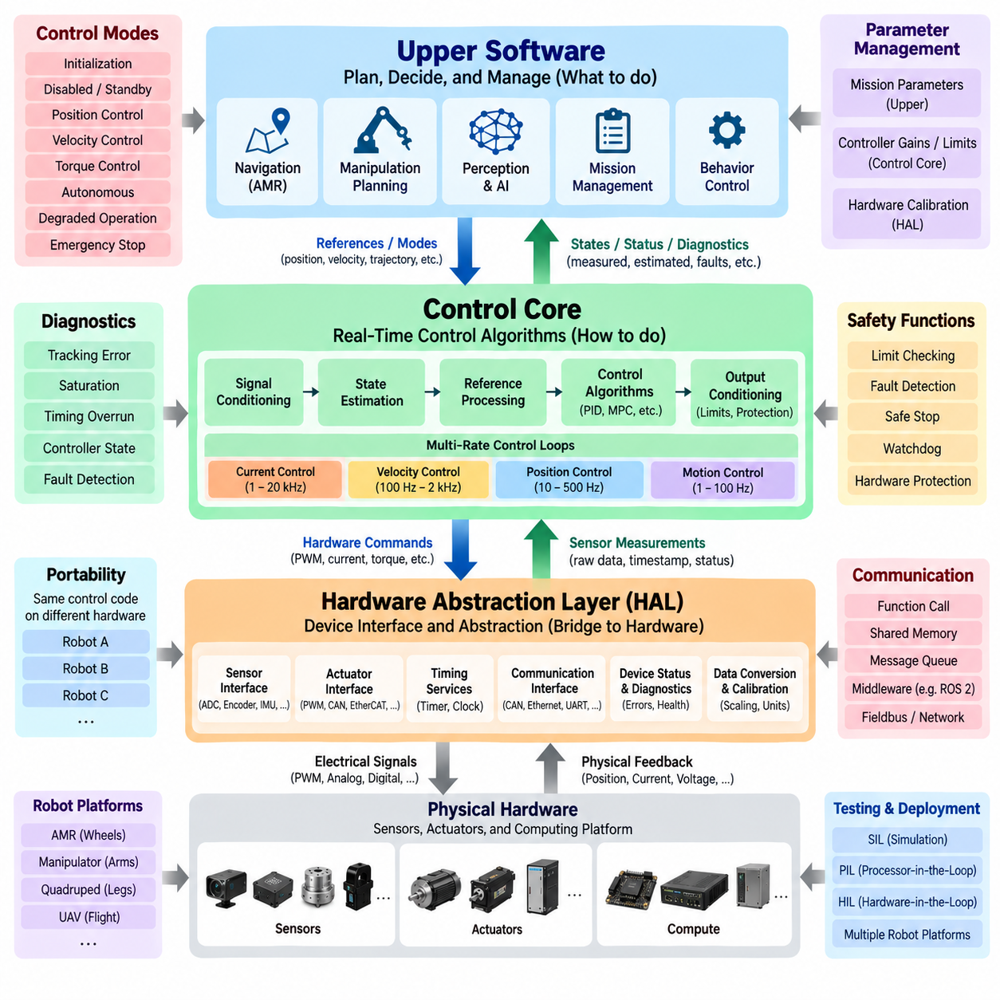 Control Modes
Initialization
Disabled / Standby
Position Control
Velocity Control
Torque Control
Autonomous
Degraded Operation
Emergency Stop
Upper Software
Plan, Decide, and Manage (What to do)
Navigation
(AMR)
Manipulation
Planning
Perception
& AI
Mission
Management
Behavior
Control
Parameter
Management
Mission Parameters
(Upper)
Controller Gains / Limits
(Control Core)
Hardware Calibration
(HAL)
References / Modes
(position, velocity, trajectory, etc.)
States / Status / Diagnostics
(measured, estimated, faults, etc.)
Diagnostics
Tracking Error
Saturation
Timing Overrun
Controller State
Fault Detection
Control Core
Real-Time Control Algorithms (How to do)
Signal
Conditioning
State
Estimation
Reference
Processing
Control
Algorithms
(PID, MPC, etc.)
Output
Conditioning
(Limits, Protection)
Multi-Rate Control Loops
Current Control
(1 – 20 kHz)
Velocity Control
(100 Hz – 2 kHz)
Position Control
(10 – 500 Hz)
Motion Control
(1 – 100 Hz)
Safety Functions
Limit Checking
Fault Detection
Safe Stop
Watchdog
Hardware Protection
Hardware Commands
(PWM, current, torque, etc.)
Sensor Measurements
(raw data, timestamp, status)
Portability
Same control code
on different hardware
Robot A
Robot B
Robot C
...
Hardware Abstraction Layer (HAL)
Device Interface and Abstraction (Bridge to Hardware)
Sensor
Interface
(ADC, Encoder, IMU, ...)
Actuator
Interface
(PWM, CAN, EtherCAT, ...)
Timing
Services
(Timer, Clock)
Communication
Interface
(CAN, Ethernet, UART, ...)
Device Status
& Diagnostics
(Errors, Health)
Data Conversion
& Calibration
(Scaling, Units)
Communication
Function Call
Shared Memory
Message Queue
Middleware (e.g. ROS 2)
Fieldbus / Network
Electrical Signals
(PWM, Analog, Digital, ...)
Physical Feedback
(Position, Current, Voltage, ...)
Robot Platforms
AMR (Wheels)
Manipulator (Arms)
Quadruped (Legs)
UAV (Flight)
...
Physical Hardware
Sensors, Actuators, and Computing Platform
...
Sensors
...
Actuators
...
Compute
Testing & Deployment
SIL (Simulation)
PIL (Processor-in-the-Loop)
HIL (Hardware-in-the-Loop)
Multiple Robot Platforms